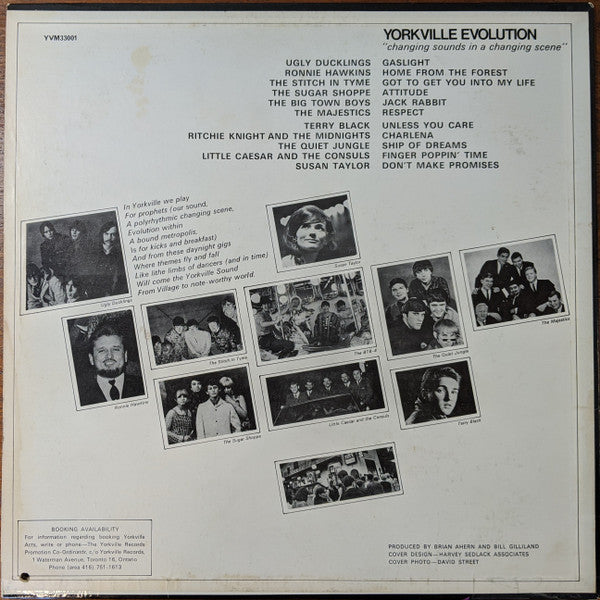 YVM33001
YORKVILLE EVOLUTION
"changing sounds in a changing scene"
UGLY DUCKLINGS GASLIGHT
RONNIE HAWKINS HOME FROM THE FOREST
THE STITCH IN TYME GOT TO GET YOU INTO MY LIFE
THE SUGAR SHOPPE ATTITUDE
THE BIG TOWN BOYS JACK RABBIT
THE MAJESTICS RESPECT
TERRY BLACK UNLESS YOU CARE
RITCHIE KNIGHT AND THE MIDNIGHTS CHARLENA
THE QUIET JUNGLE SHIP OF DREAMS
LITTLE CAESAR AND THE CONSULS FINGER POPPIN' TIME
SUSAN TAYLOR DON'T MAKE PROMISES
In Yorkville we play
For prophets (our sound,
A polyrhythmic changing scene,
Evolution within
A bound metropolis,
Is for kicks and breakfast)
And from these daynight gigs
Where themes fly and fall
Like lithe limbs of dancers (and in time)
Will come the Yorkville Sound
From Village to note-worthy world.
Ugly Ducklings
Susan Taylor
Ronnie Hawkins
The Stitch in Tyme
The
The Quiet Jungle
The Majestics
The Sugar Shoppe
Little Caesar and the Consuls
Terry Black
BOOKING AVAILABILITY
For information regarding booking Yorkville
Acts, write or phone—The Yorkville Records
Promotion Co-Ordinator, c/o Yorkville Records,
1 Waterman Avenue, Toronto 16, Ontario
Phone (area 416) 751-1613
PRODUCED BY BRIAN AHERN AND BILL GILLILAND
COVER DESIGN—HARVEY SEDLACK ASSOCIATES
COVER PHOTO—DAVID STREET